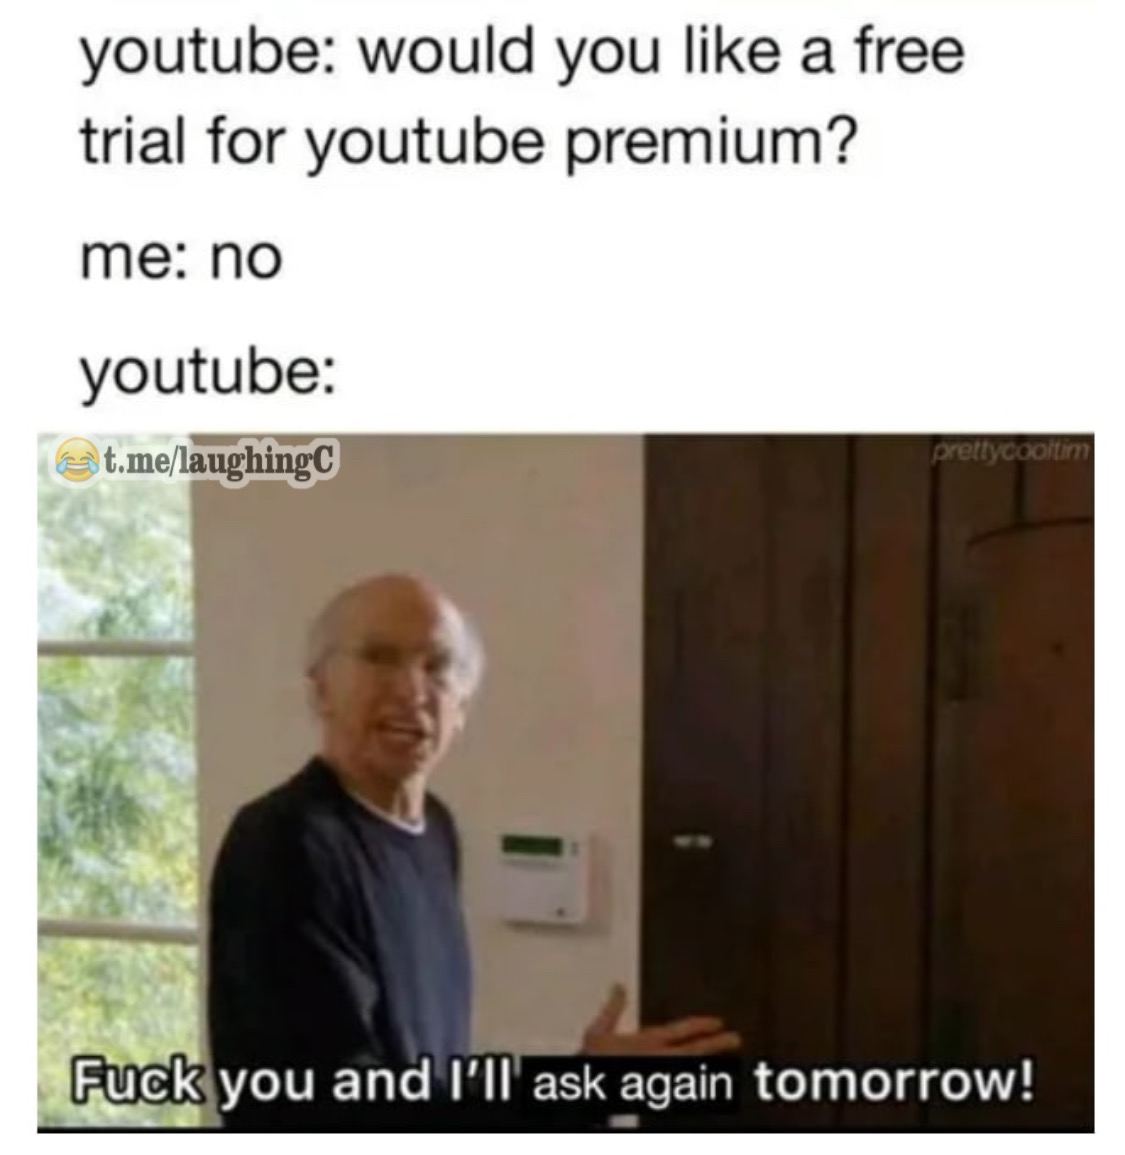 youtube: would you like a free
trial for youtube premium?
me: no
youtube:
😂t.me/laughingC
prettycooltim
Fuck you and I'll' ask again tomorrow!